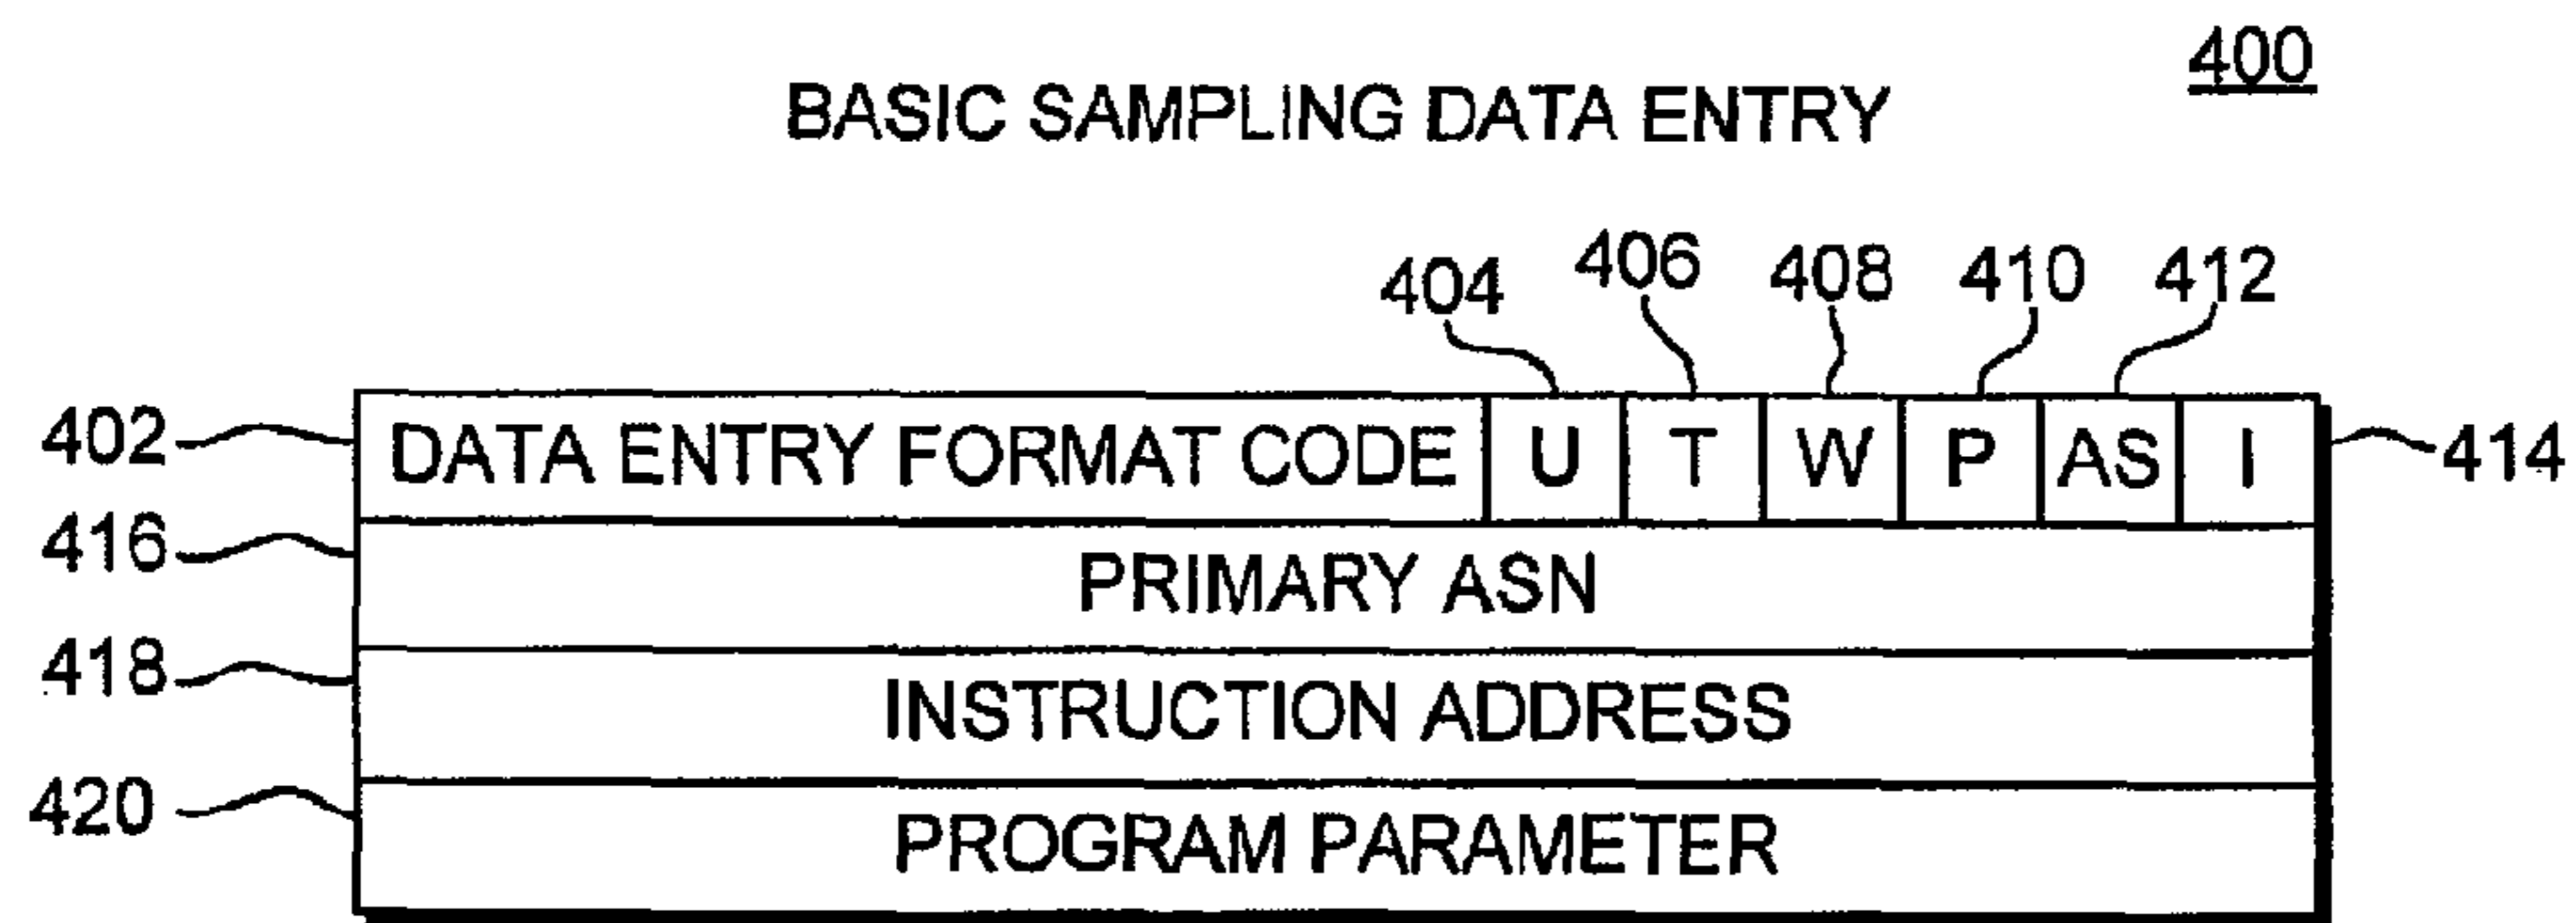 400
BASIC SAMPLING DATA ENTRY
404 406 408 410 412
402 DATA ENTRY FORMAT CODE U T W P AS I 414
416 PRIMARY ASN
418 INSTRUCTION ADDRESS
420 PROGRAM PARAMETER